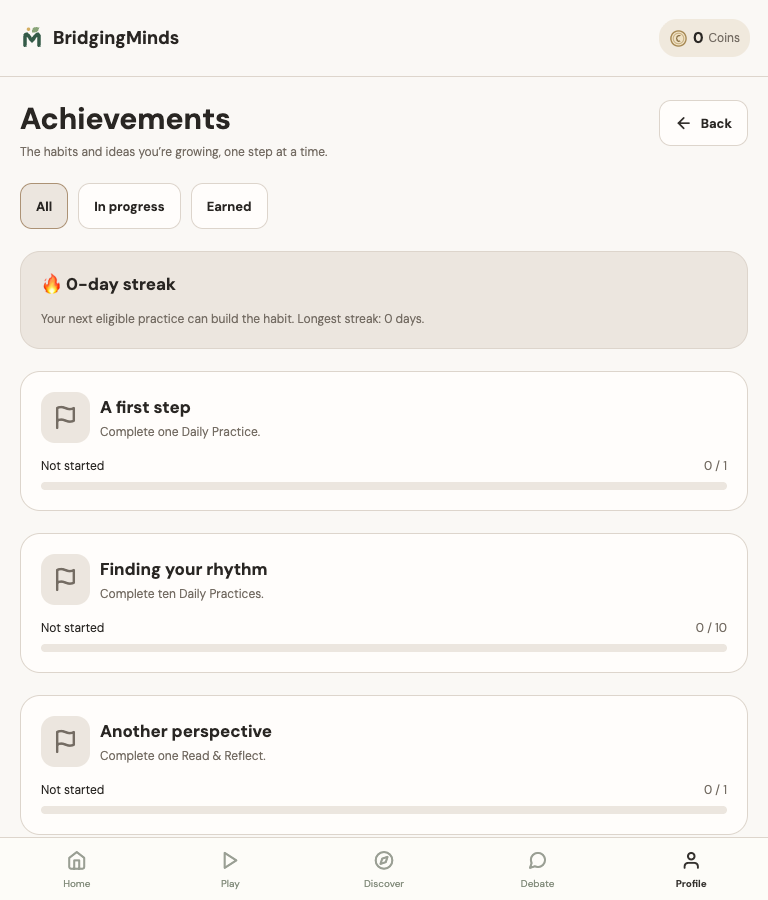 BridgingMinds
0 Coins
Achievements
Back
The habits and ideas you're growing, one step at a time.
All
In progress
Earned
🔥 0-day streak
Your next eligible practice can build the habit. Longest streak: 0 days.
A first step
Complete one Daily Practice.
Not started
0 / 1
Finding your rhythm
Complete ten Daily Practices.
Not started
0 / 10
Another perspective
Complete one Read & Reflect.
Not started
0 / 1
Home
Play
Discover
Debate
Profile